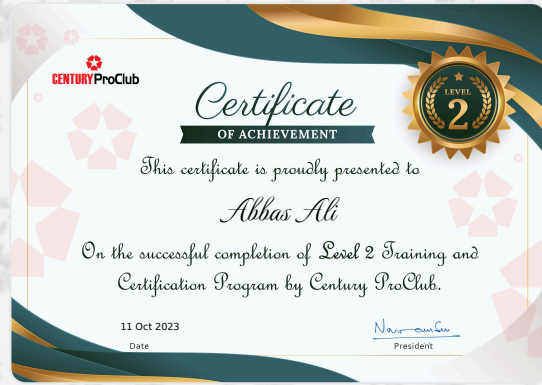 CENTURY ProClub
LEVEL
2
Certificate
OF ACHIEVEMENT
This certificate is proudly presented to
Abbas Ali
On the successful completion of Level 2 Training and
Certification Program by Century ProClub.
11 Oct 2023
Date
President